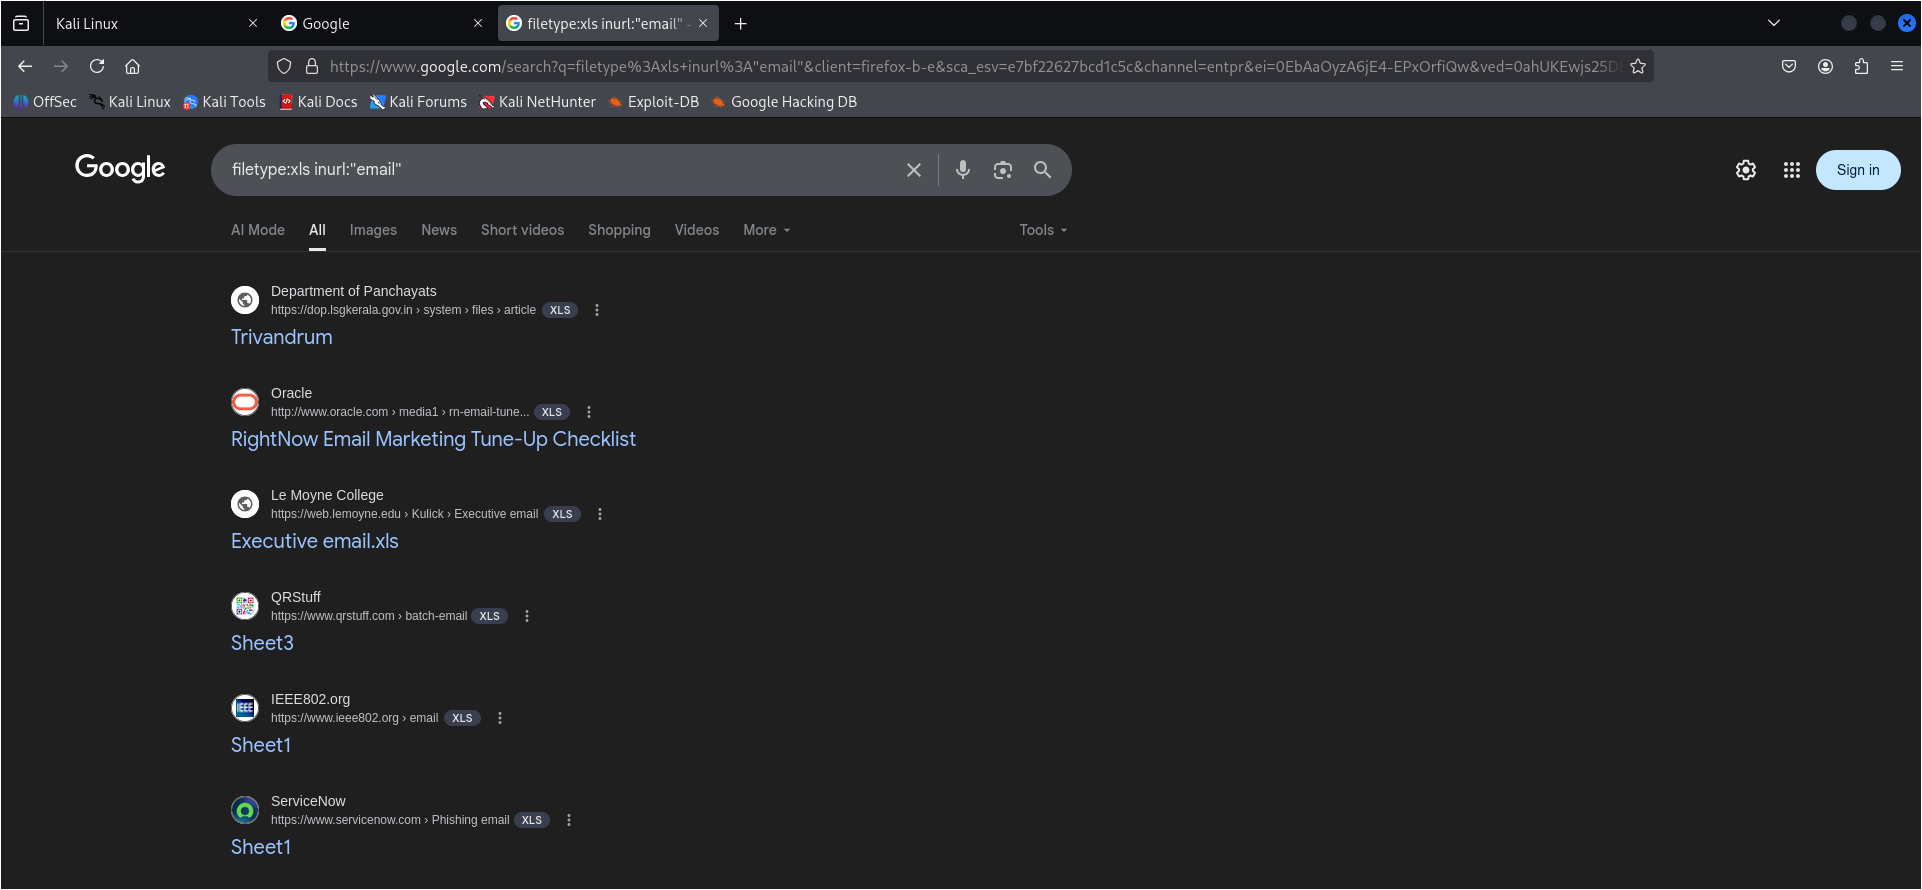 Kali Linux
Google
filetype:xls inurl:"email" -
https://www.google.com/search?q=filetype%3Axls+inurl%3A"email"&client=firefox-b-e&sca_esv=e7bf22627bcd1c5c&channel=entpr&ei=0EbAaOyzA6jE4-EPxOrfiQw&ved=0ahUKEwjs25D
OffSec Kali Linux Kali Tools Kali Docs Kali Forums Kali NetHunter Exploit-DB Google Hacking DB
Google
filetype:xls inurl:"email"
Sign in
AI Mode All Images News Short videos Shopping Videos More Tools
Department of Panchayats
https://dop.lsgkerala.gov.in › system › files › article XLS
Trivandrum
Oracle
http://www.oracle.com › media1 › rn-email-tune... XLS
RightNow Email Marketing Tune-Up Checklist
Le Moyne College
https://web.lemoyne.edu › Kulick › Executive email XLS
Executive email.xls
QRStuff
https://www.qrstuff.com › batch-email XLS
Sheet3
IEEE
IEEE802.org
https://www.ieee802.org › email XLS
Sheet1
ServiceNow
https://www.servicenow.com › Phishing email XLS
Sheet1